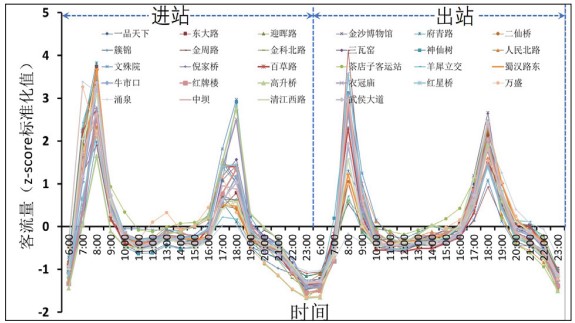 进站 出站
一品天下 东大路 迎晖路 金沙博物馆 府青路 二仙桥
簇锦 金周路 金科北路 三瓦窑 神仙树 人民北路
文殊院 倪家桥 百草路 茶店子客运站 羊犀立交 蜀汉路东
牛市口 红牌楼 高升桥 衣冠庙 红星桥 万盛
涌泉 中坝 清江西路 武侯大道
客流量(z-score标准化值)
5
4
3
2
1
0
-1
-2
6:00 7:00 8:00 9:00 10:00 11:00 12:00 13:00 14:00 15:00 16:00 17:00 18:00 19:00 20:00 21:00 22:00 23:00 6:00 7:00 8:00 9:00 10:00 11:00 12:00 13:00 14:00 15:00 16:00 17:00 18:00 19:00 20:00 21:00 22:00 23:00
时间